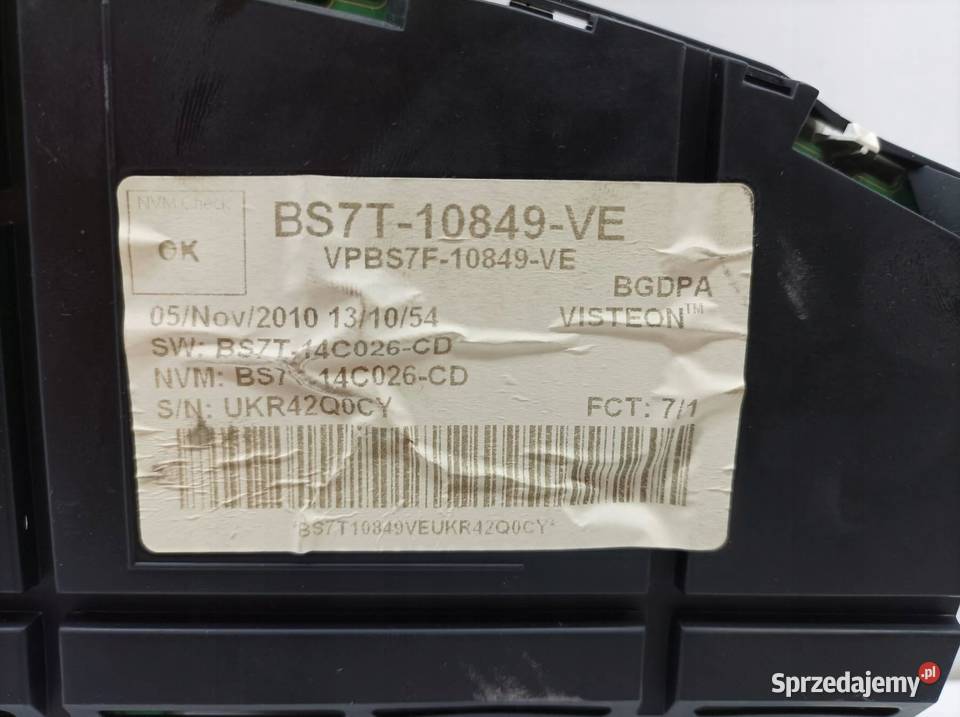 NVM Check
OK
BS7T-10849-VE
VPBS7F-10849-VE
BGDPA
05/Nov/2010 13/10/54
VISTEON™
SW: BS7T-14C026-CD
NVM: BS7 14C026-CD
S/N: UKR42Q0CY
FCT: 7/1
*BS7T10849VEUKR42Q0CY*
Sprzedajemy.pl